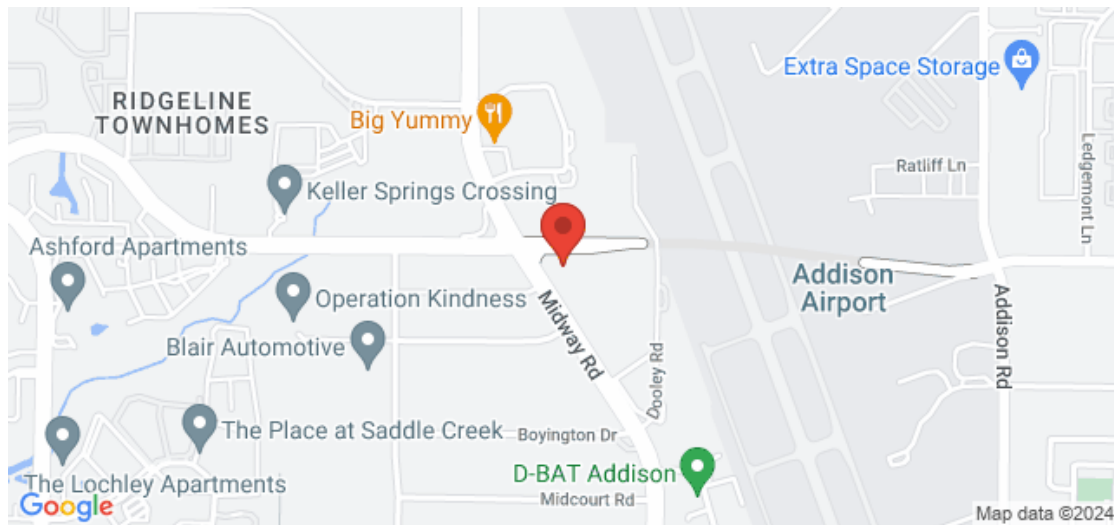 Extra Space Storage
RIDGELINE
TOWNHOMES
Big Yummy
Ledgemont Ln
Ratliff Ln
Keller Springs Crossing
Ashford Apartments
Addison
Airport
Operation Kindness
Midway Rd
Addison Rd
Blair Automotive
Dooley Rd
The Place at Saddle Creek
Boyington Dr
D-BAT Addison
The Lochley Apartments
Midcourt Rd
Google
Map data ©2024